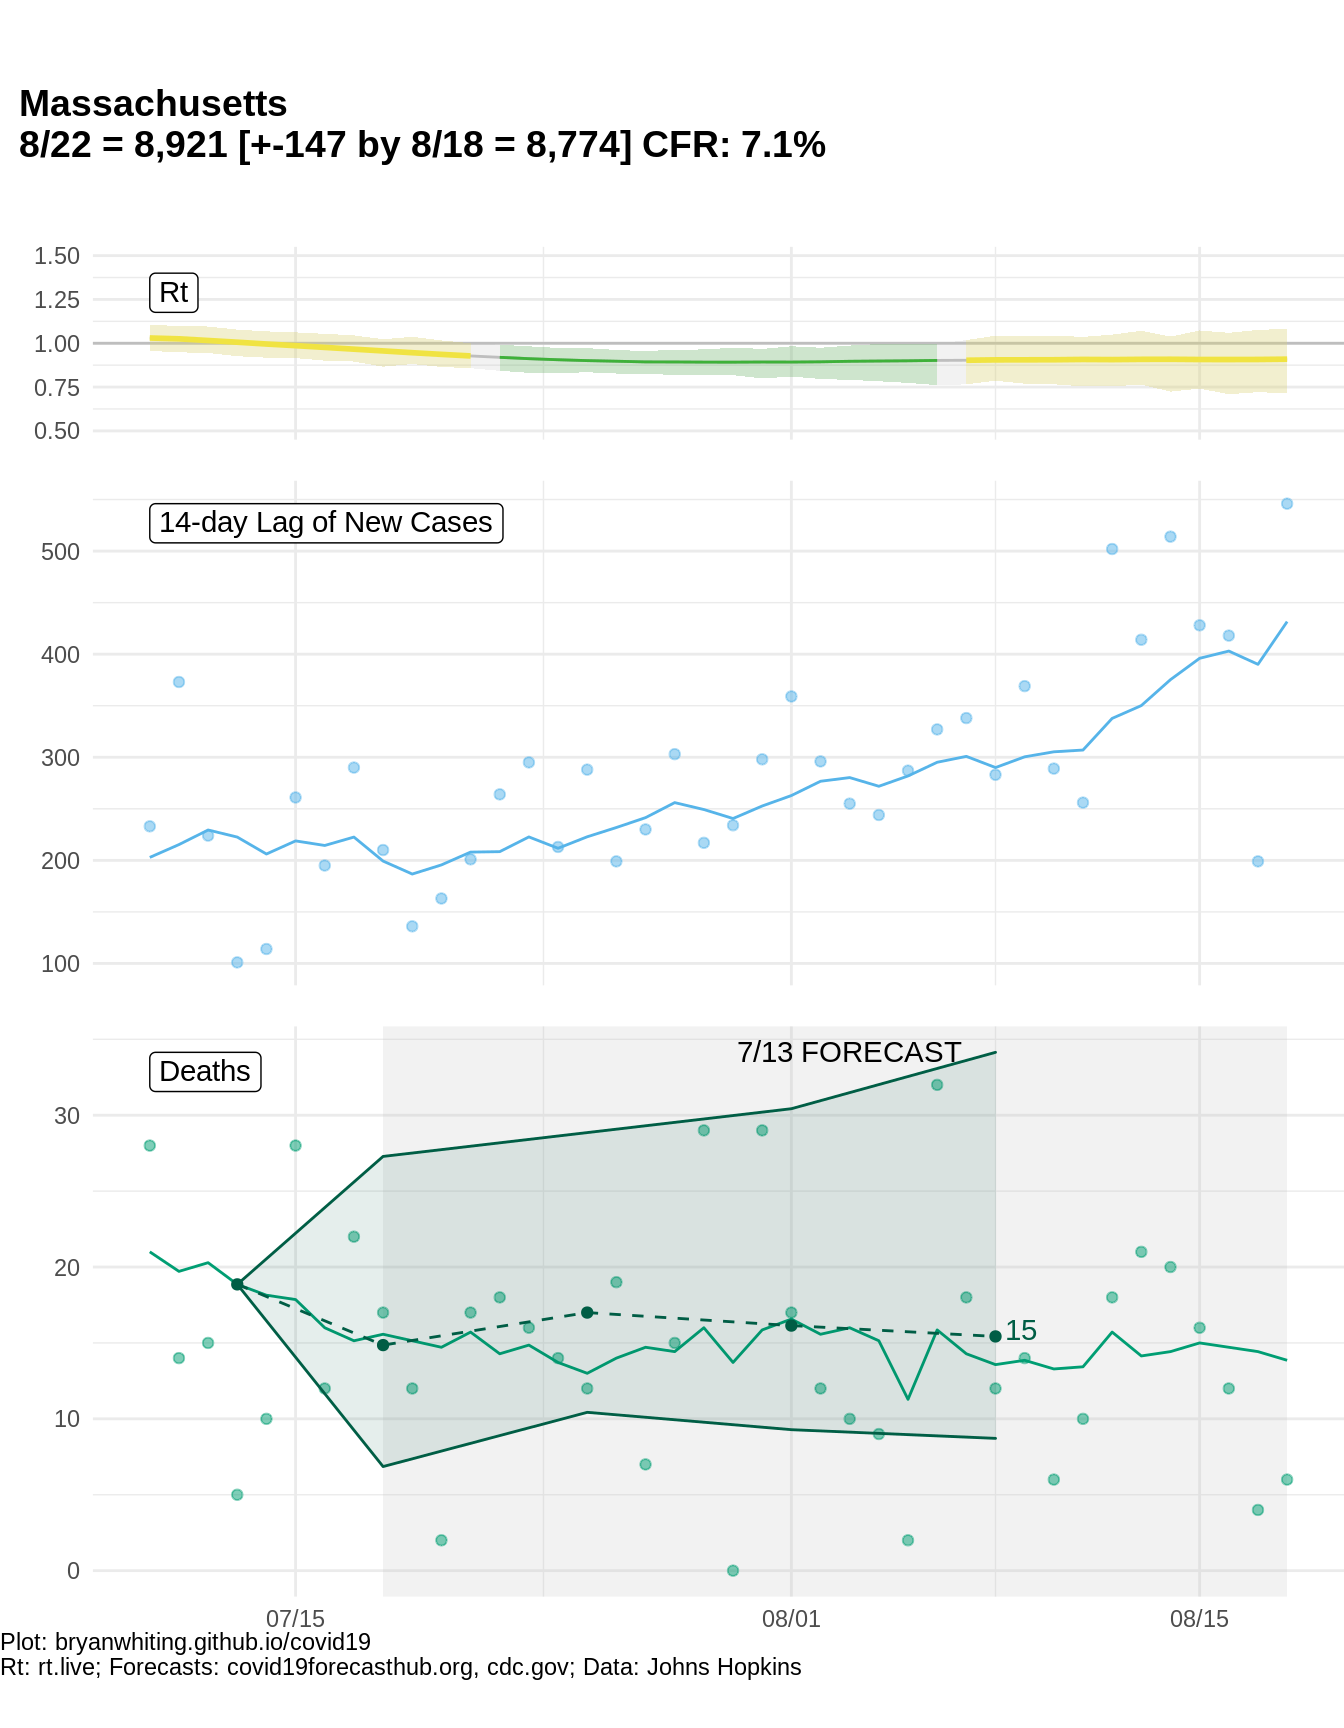 Massachusetts
8/22 = 8,921 [+-147 by 8/18 = 8,774] CFR: 7.1%
1.50
Rt
1.25
1.00
0.75
0.50
14-day Lag of New Cases
500
400
300
200
100
7/13 FORECAST
Deaths
30
20
15
10
0
07/15 08/01 08/15
Plot: bryanwhiting.github.io/covid19
Rt: rt.live; Forecasts: covid19forecasthub.org, cdc.gov; Data: Johns Hopkins